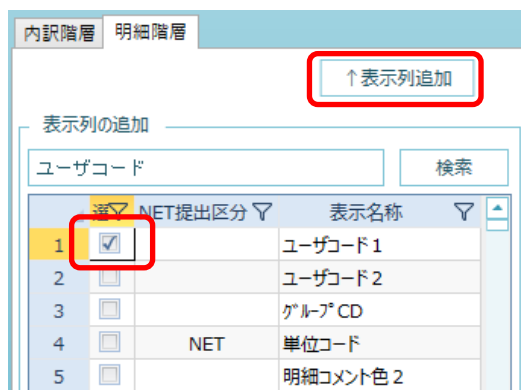 内訳階層 明細階層
↑表示列追加
表示列の追加
ユーザコード 検索
選 NET提出区分 表示名称
1 ユーザコード1
2 ユーザコード2
3 ｸﾞﾙｰﾌﾟCD
4 NET 単位コード
5 明細コメント色2